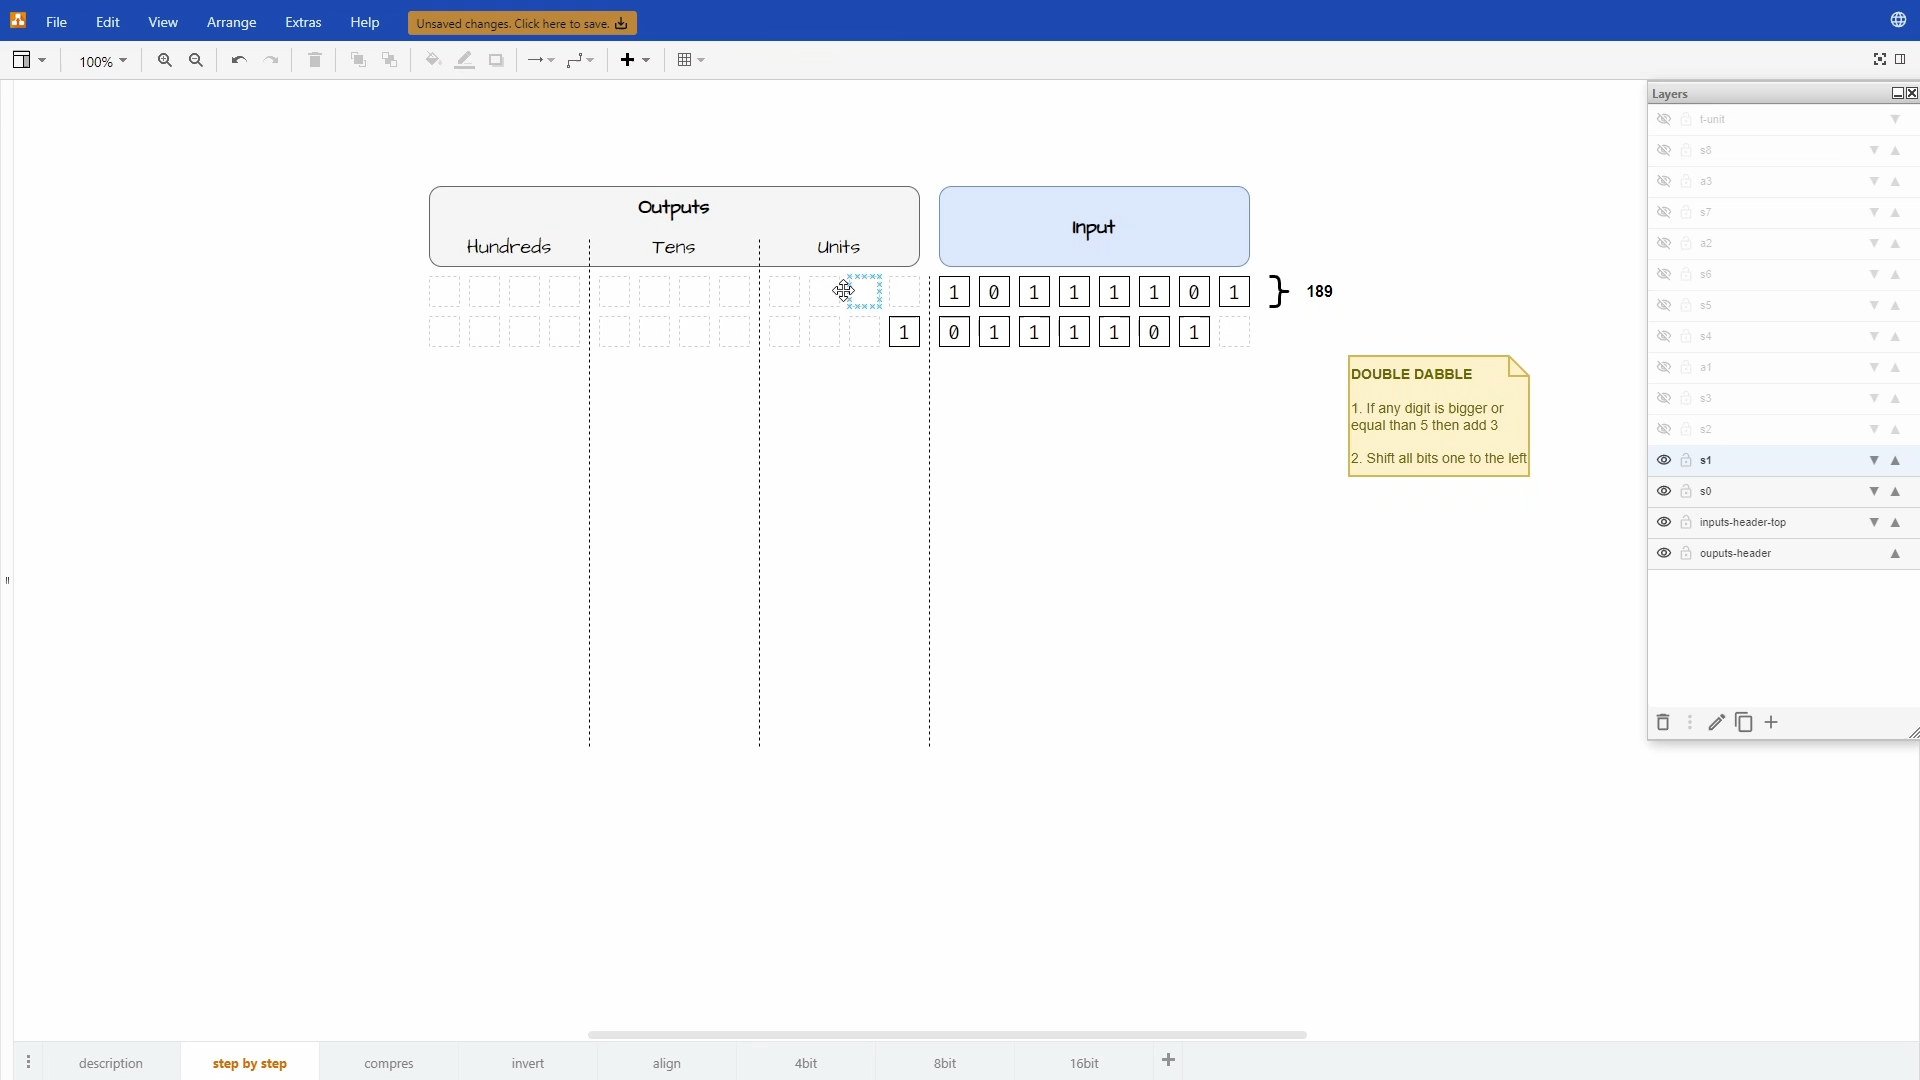 File Edit View Arrange Extras Help Unsaved changes. Click here to save.
100%
Layers
t-unit
s8
a3
s7
a2
s6
s5
s4
a1
s3
s2
s1
s0
inputs-header-top
ouputs-header
Outputs
Hundreds Tens Units
Input
1 0 1 1 1 1 0 1 } 189
1 0 1 1 1 1 0 1
DOUBLE DABBLE
1. If any digit is bigger or
equal than 5 then add 3
2. Shift all bits one to the left
description step by step compres invert align 4bit 8bit 16bit